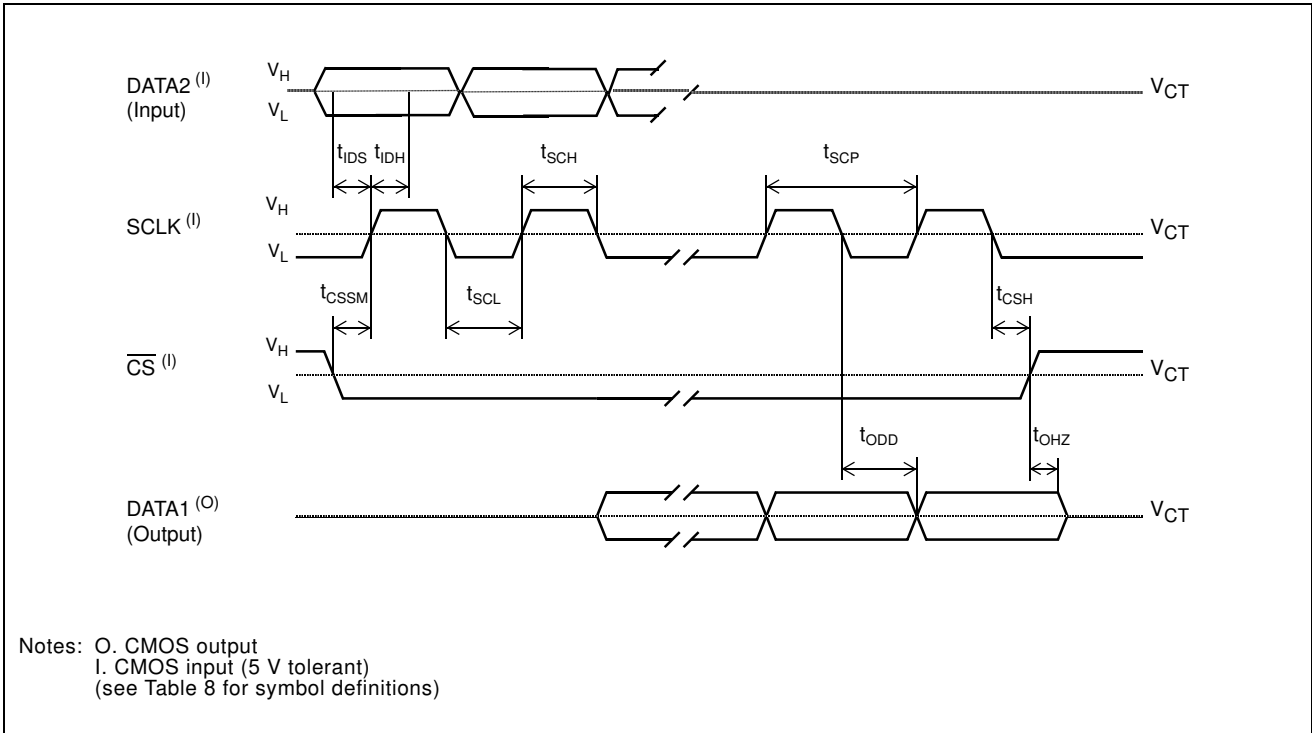 DATA2 (I)
(Input)
VH
VL
VCT
tIDS
tIDH
tSCH
tSCP
SCLK (I)
VH
VL
VCT
tCSSM
tSCL
tCSH
CS (I)
VH
VL
VCT
tODD
tOHZ
DATA1 (O)
(Output)
VCT
Notes: O. CMOS output
I. CMOS input (5 V tolerant)
(see Table 8 for symbol definitions)